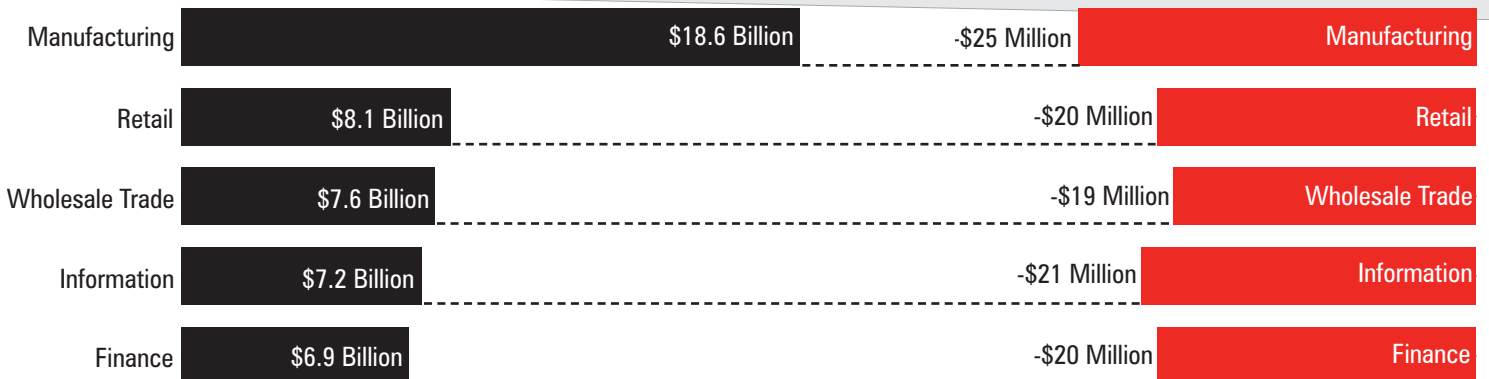 Manufacturing $18.6 Billion -$25 Million Manufacturing
Retail $8.1 Billion -$20 Million Retail
Wholesale Trade $7.6 Billion -$19 Million Wholesale Trade
Information $7.2 Billion -$21 Million Information
Finance $6.9 Billion -$20 Million Finance